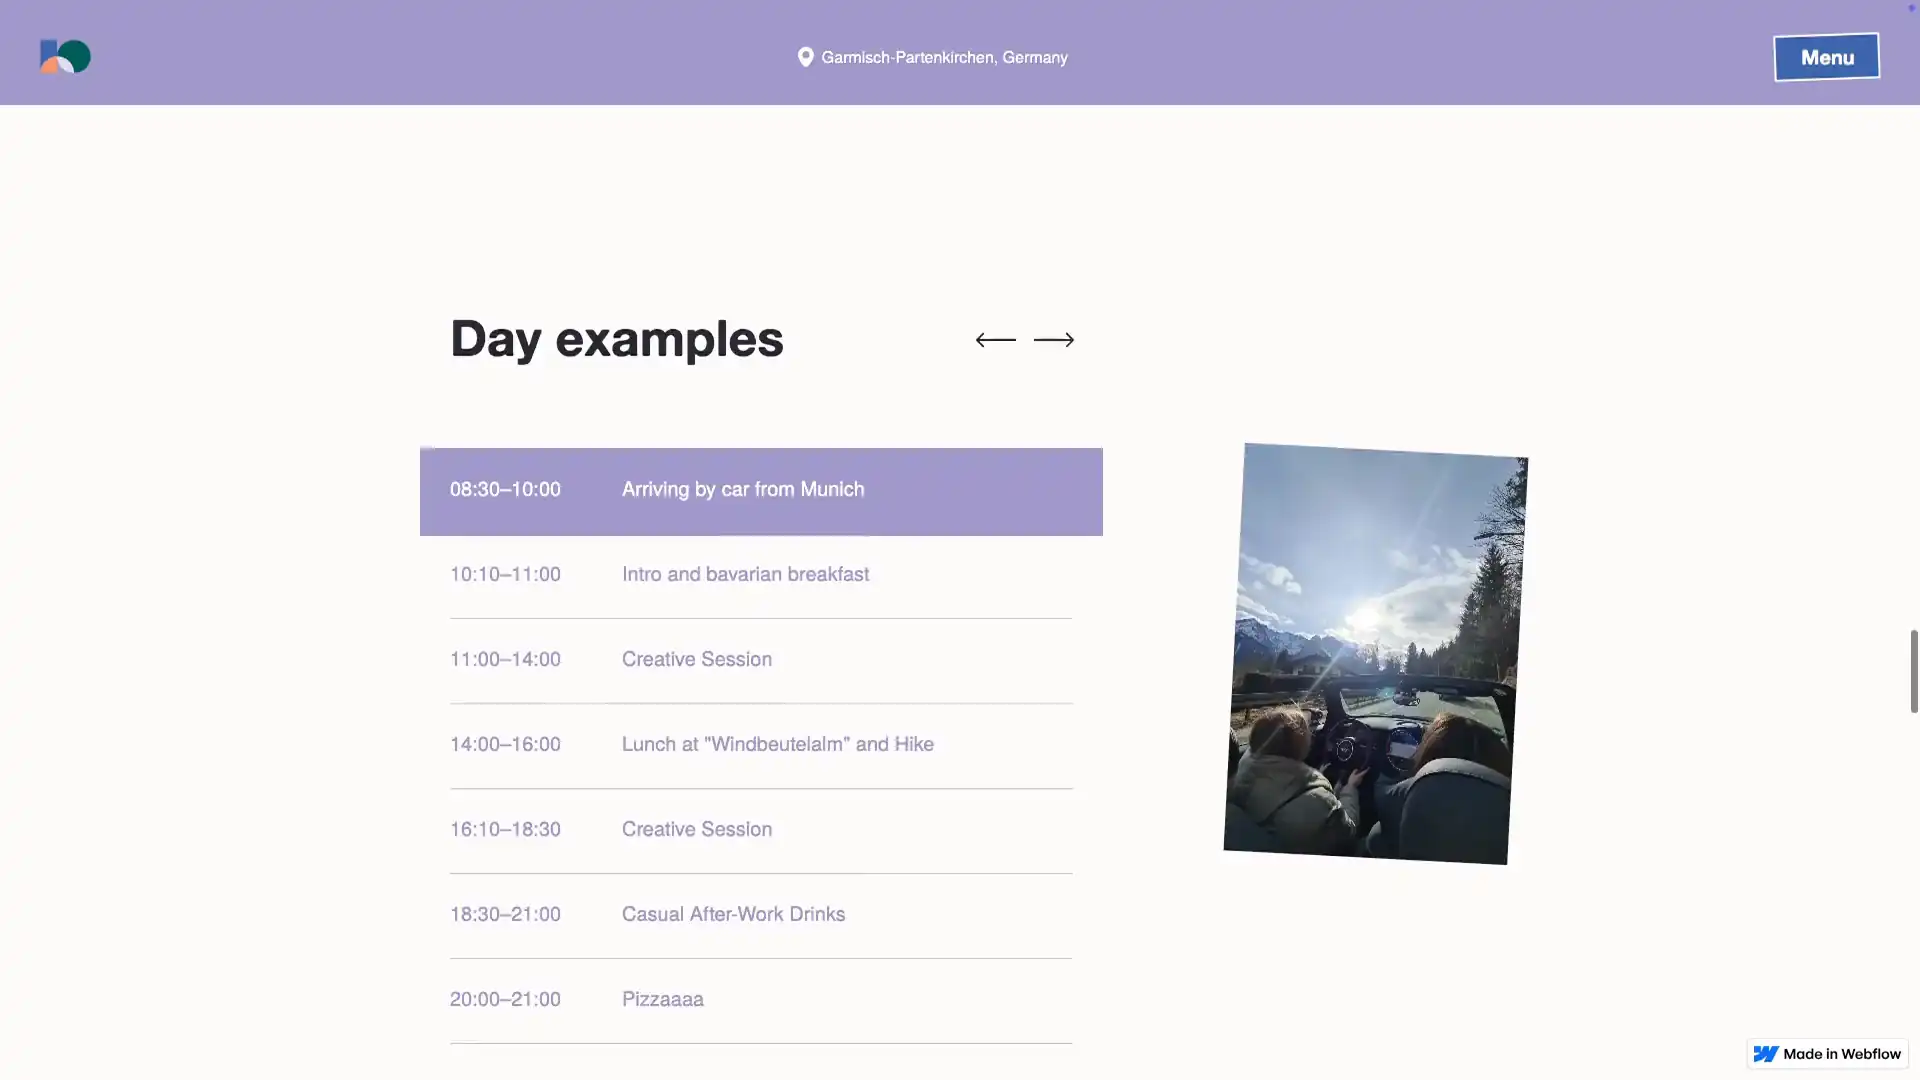 Garmisch-Partenkirchen, Germany
Menu
Day examples
08:30–10:00 Arriving by car from Munich
10:10–11:00 Intro and bavarian breakfast
11:00–14:00 Creative Session
14:00–16:00 Lunch at "Windbeutelalm" and Hike
16:10–18:30 Creative Session
18:30–21:00 Casual After-Work Drinks
20:00–21:00 Pizzaaaa
Made in Webflow